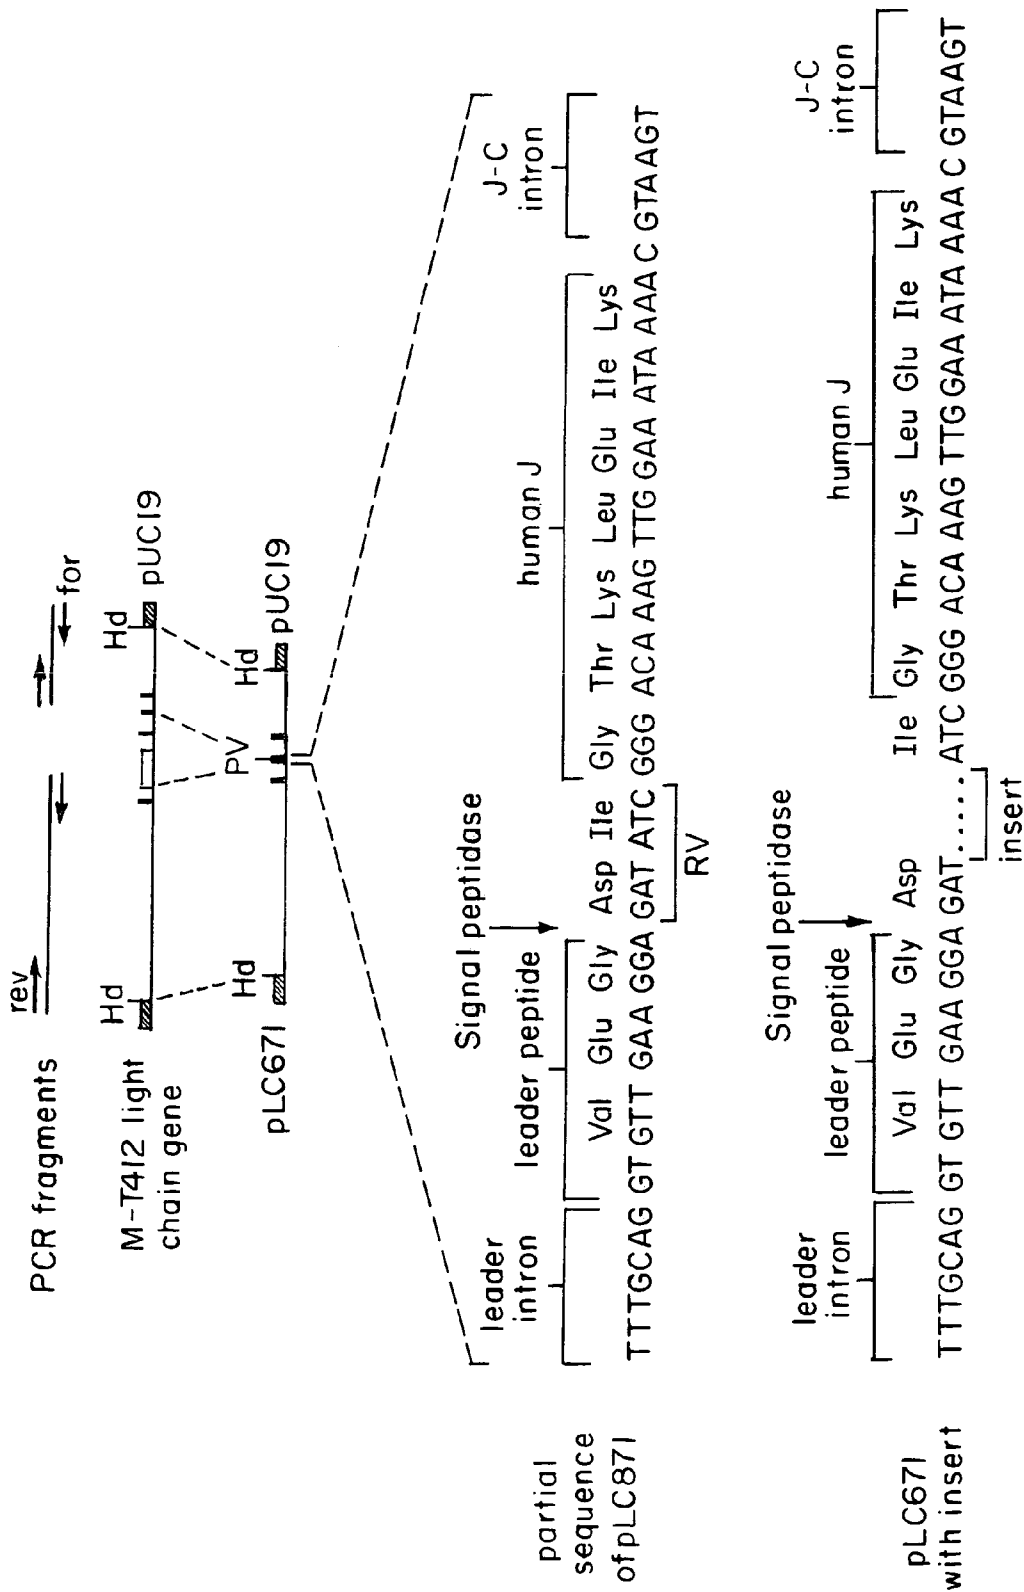 PCR fragments
rev
for
M-T412 light
chain gene
Hd
Hd
pUC19
pLC671
Hd
PV
Hd
pUC19
partial
sequence
of pLC871
leader
intron
leader peptide
Signal peptidase
human J
J-C
intron
Val Glu Gly Asp Ile Gly Thr Lys Leu Glu Ile Lys
TTTGCAG GT GTT GAA GGA GAT ATC GGG ACA AAG TTG GAA ATA AAA C GTAAGT
RV
pLC671
with insert
leader
intron
leader peptide
Signal peptidase
human J
J-C
intron
Val Glu Gly Asp Ile Gly Thr Lys Leu Glu Ile Lys
TTTGCAG GT GTT GAA GGA GAT...... ATC GGG ACA AAG TTG GAA ATA AAA C GTAAGT
insert